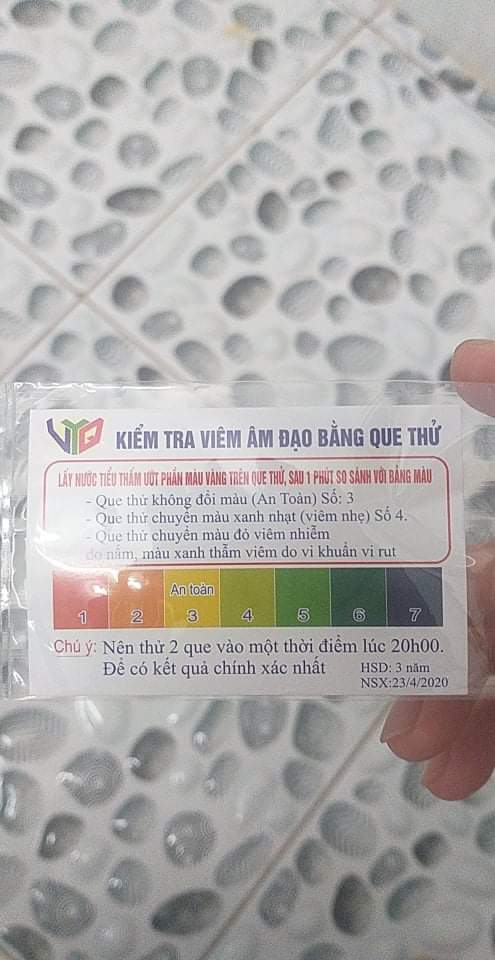 VYQ
KIỂM TRA VIÊM ÂM ĐẠO BẰNG QUE THỬ
LẤY NƯỚC TIỂU THẤM ƯỚT PHẦN MÀU VÀNG TRÊN QUE THỬ, SAU 1 PHÚT SO SÁNH VỚI BẢNG MÀU
- Que thử không đổi màu (An Toàn) Số: 3
- Que thử chuyển màu xanh nhạt (viêm nhẹ) Số 4.
- Que thử chuyển màu đỏ viêm nhiễm
do nấm, màu xanh thẫm viêm do vi khuẩn vi rut
An toàn
1 2 3 4 5 6 7
Chú ý: Nên thử 2 que vào một thời điểm lúc 20h00.
Để có kết quả chính xác nhất
HSD: 3 năm
NSX:23/4/2020